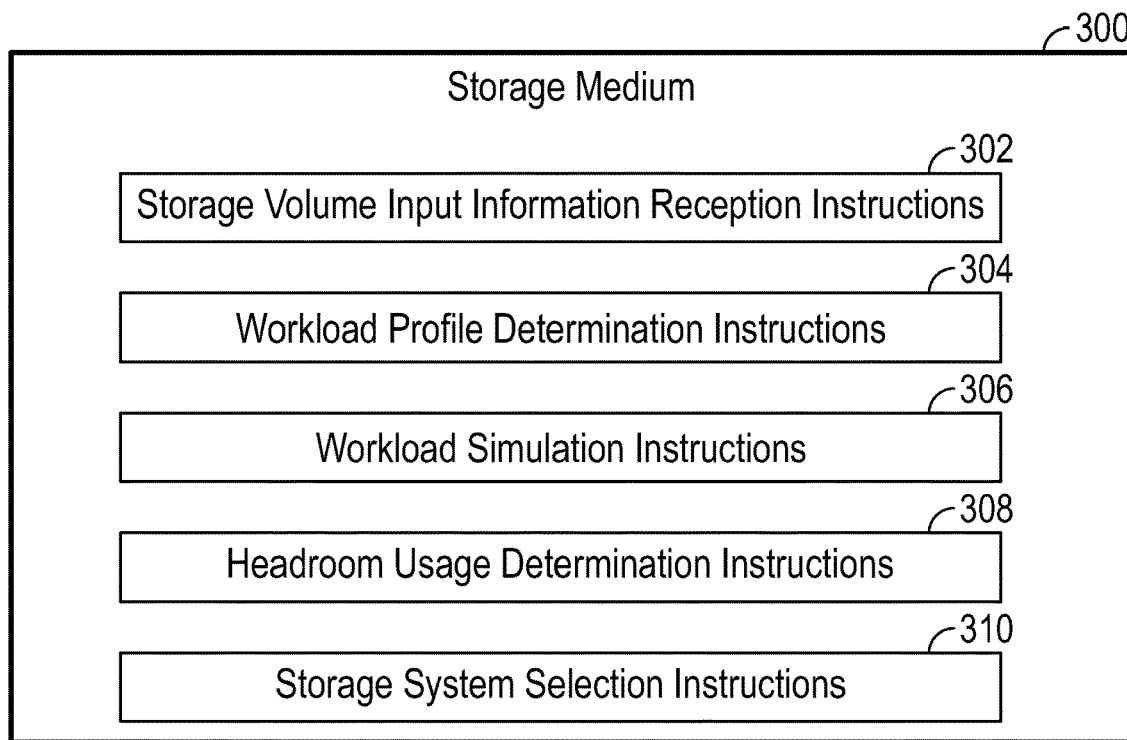 300
Storage Medium
302
Storage Volume Input Information Reception Instructions
304
Workload Profile Determination Instructions
306
Workload Simulation Instructions
308
Headroom Usage Determination Instructions
310
Storage System Selection Instructions